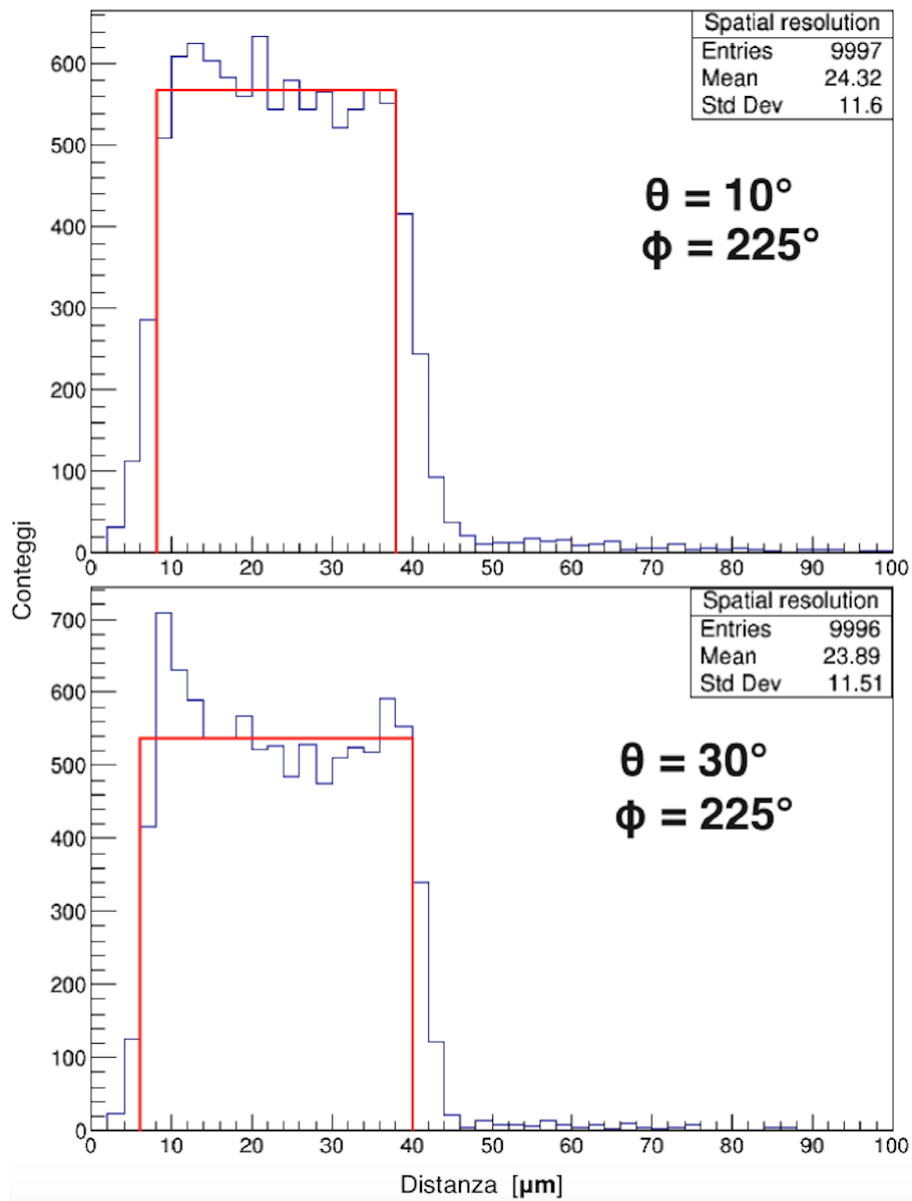 Spatial resolution
Entries 9997
Mean 24.32
Std Dev 11.6
θ = 10°
ϕ = 225°
600
500
400
300
200
100
0
0 10 20 30 40 50 60 70 80 90 100
Conteggi
Spatial resolution
Entries 9996
Mean 23.89
Std Dev 11.51
θ = 30°
ϕ = 225°
700
600
500
400
300
200
100
0
0 10 20 30 40 50 60 70 80 90 100
Distanza [μm]